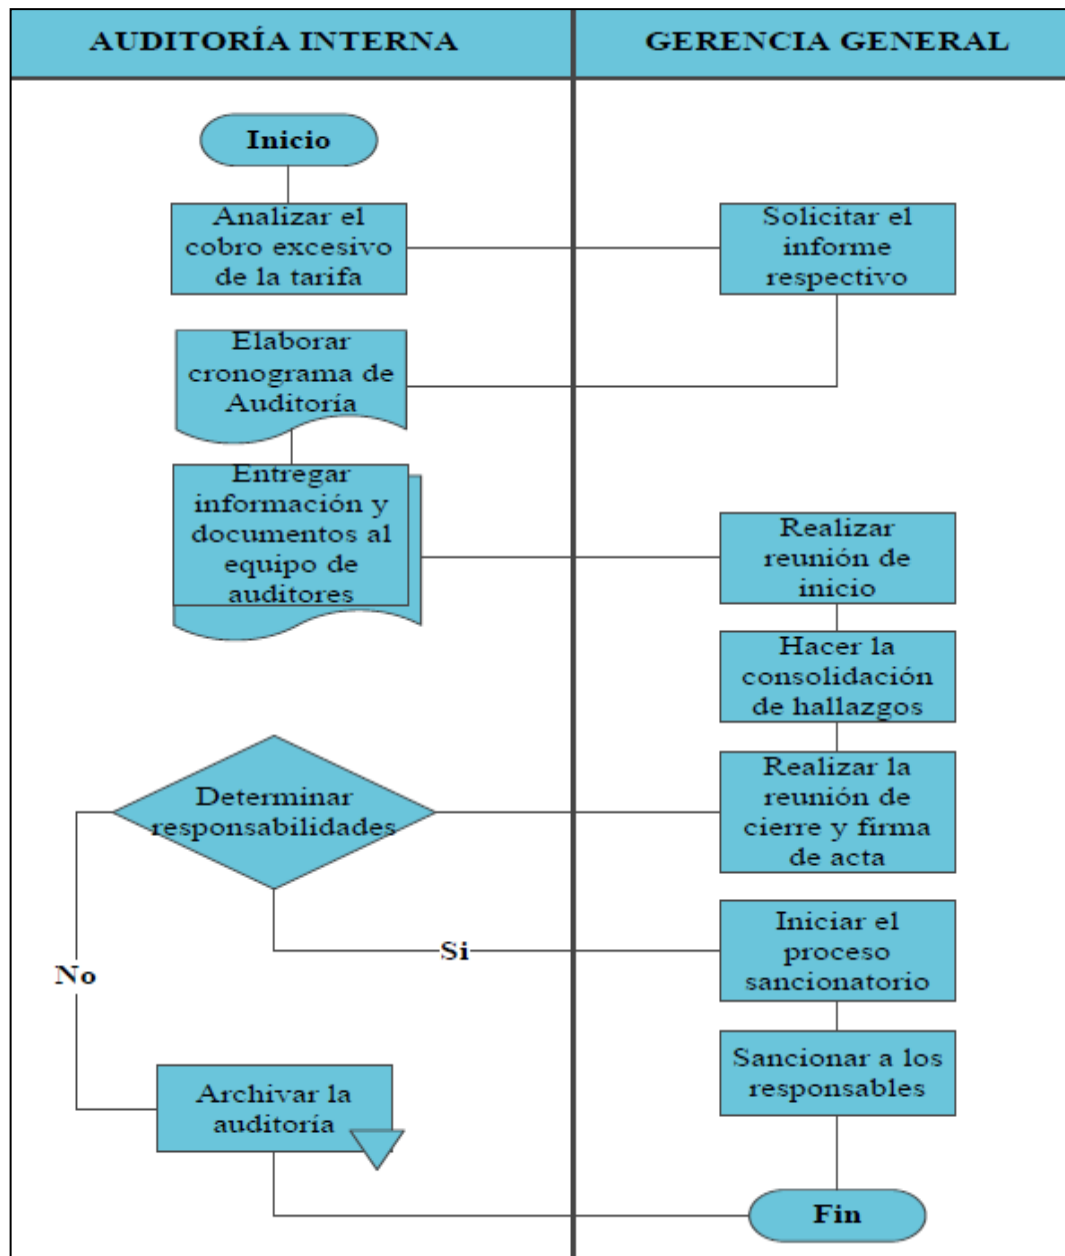 AUDITORÍA INTERNA
GERENCIA GENERAL
Inicio
Analizar el
cobro excesivo
de la tarifa
Solicitar el
informe
respectivo
Elaborar
cronograma de
Auditoría
Entregar
información y
documentos al
equipo de
auditores
Realizar
reunión de
inicio
Hacer la
consolidación
de hallazgos
Realizar la
reunión de
cierre y firma
de acta
Determinar
responsabilidades
Si
No
Iniciar el
proceso
sancionatorio
Sancionar a los
responsables
Archivar la
auditoría
Fin